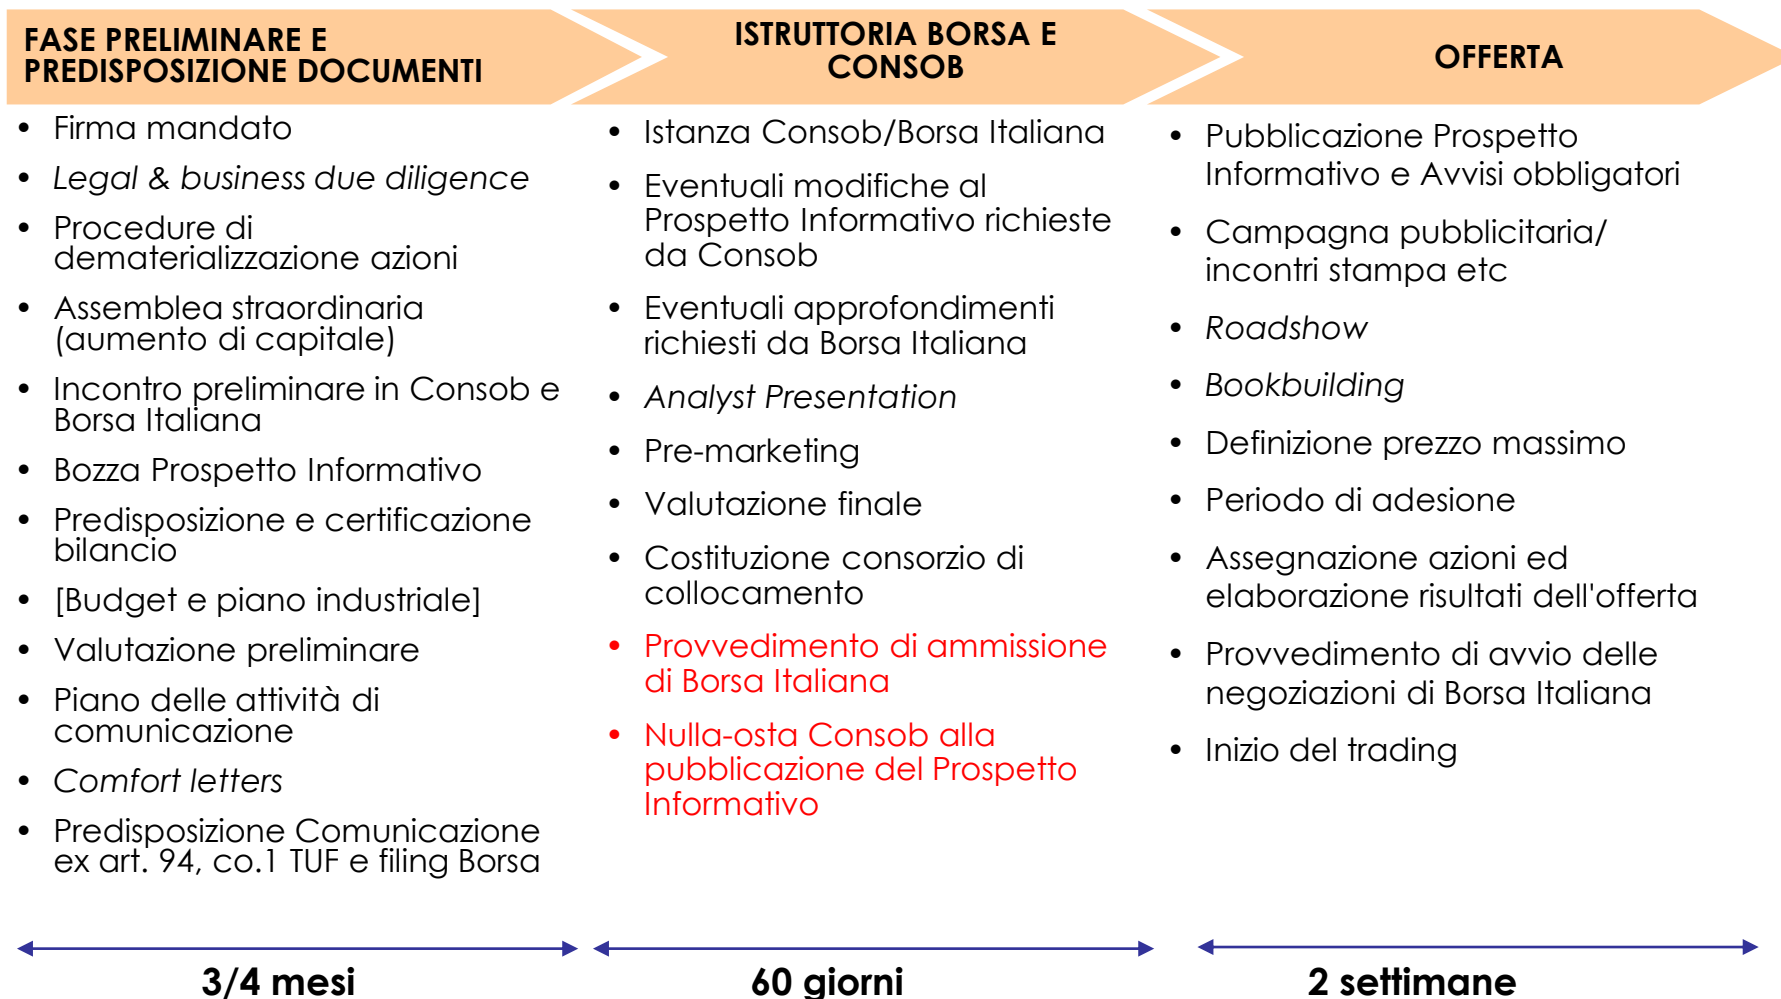 FASE PRELIMINARE E
PREDISPOSIZIONE DOCUMENTI
• Firma mandato
• Legal & business due diligence
• Procedure di
dematerializzazione azioni
• Assemblea straordinaria
(aumento di capitale)
• Incontro preliminare in Consob e
Borsa Italiana
• Bozza Prospetto Informativo
• Predisposizione e certificazione
bilancio
• [Budget e piano industriale]
• Valutazione preliminare
• Piano delle attività di
comunicazione
• Comfort letters
• Predisposizione Comunicazione
ex art. 94, co.1 TUF e filing Borsa
3/4 mesi
ISTRUTTORIA BORSA E
CONSOB
• Istanza Consob/Borsa Italiana
• Eventuali modifiche al
Prospetto Informativo richieste
da Consob
• Eventuali approfondimenti
richiesti da Borsa Italiana
• Analyst Presentation
• Pre-marketing
• Valutazione finale
• Costituzione consorzio di
collocamento
• Provvedimento di ammissione
di Borsa Italiana
• Nulla-osta Consob alla
pubblicazione del Prospetto
Informativo
60 giorni
OFFERTA
• Pubblicazione Prospetto
Informativo e Avvisi obbligatori
• Campagna pubblicitaria/
incontri stampa etc
• Roadshow
• Bookbuilding
• Definizione prezzo massimo
• Periodo di adesione
• Assegnazione azioni ed
elaborazione risultati dell'offerta
• Provvedimento di avvio delle
negoziazioni di Borsa Italiana
• Inizio del trading
2 settimane